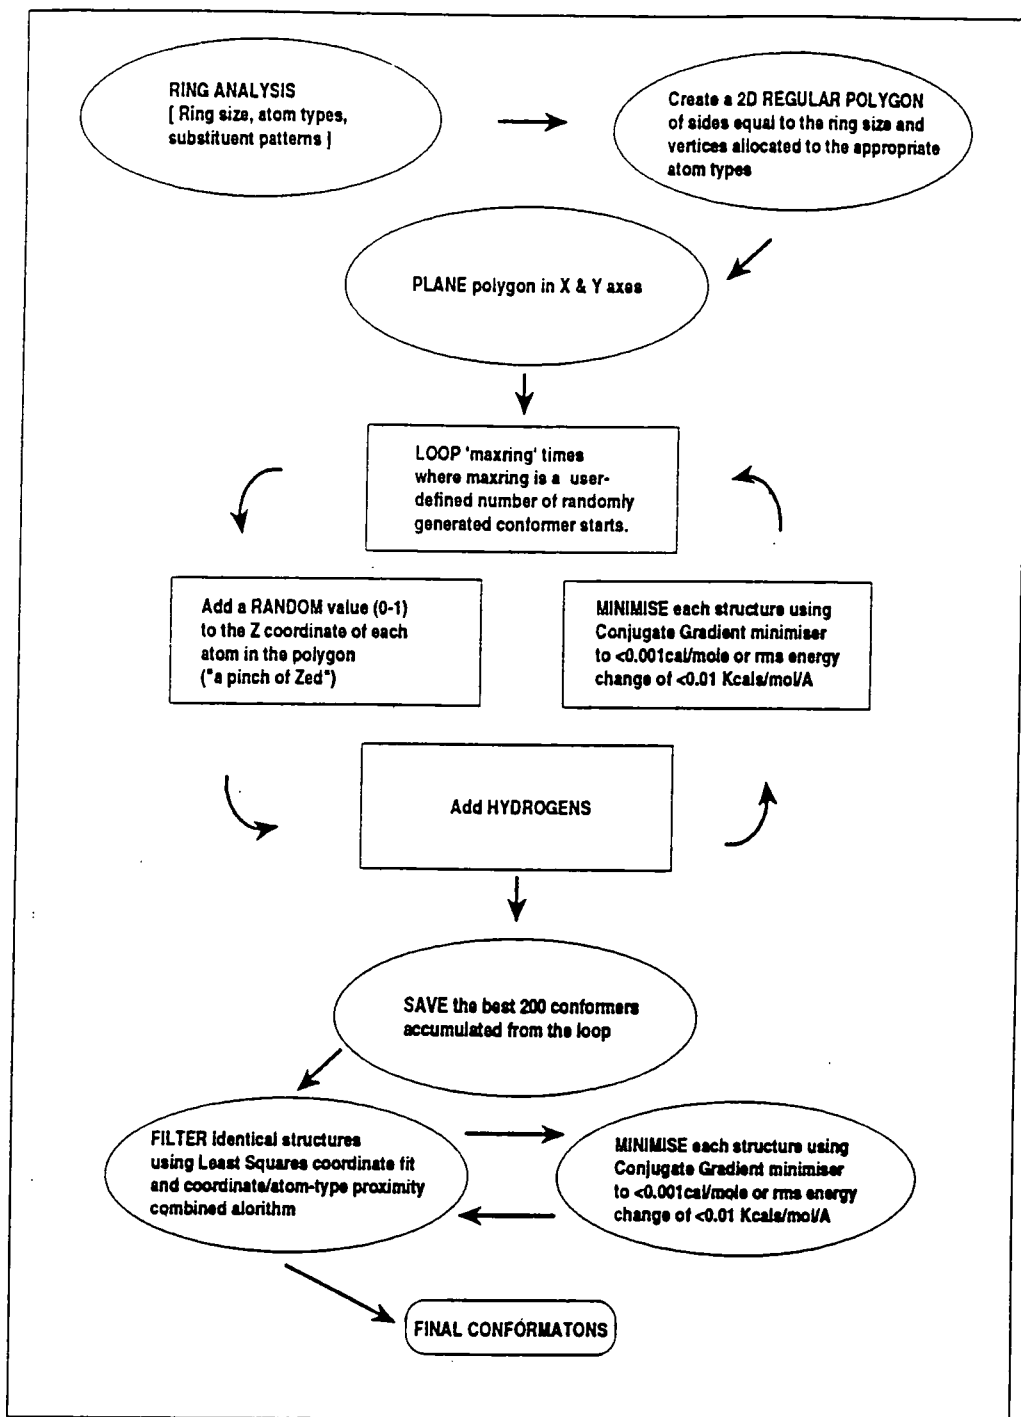 RING ANALYSIS
[ Ring size, atom types,
substituent patterns ]
Create a 2D REGULAR POLYGON
of sides equal to the ring size and
vertices allocated to the appropriate
atom types
PLANE polygon in X & Y axes
LOOP 'maxring' times
where maxring is a user-
defined number of randomly
generated conformer starts.
Add a RANDOM value (0-1)
to the Z coordinate of each
atom in the polygon
("a pinch of Zed")
MINIMISE each structure using
Conjugate Gradient minimiser
to <0.001cal/mole or rms energy
change of <0.01 Kcals/mol/A
Add HYDROGENS
SAVE the best 200 conformers
accumulated from the loop
FILTER identical structures
using Least Squares coordinate fit
and coordinate/atom-type proximity
combined alorithm
MINIMISE each structure using
Conjugate Gradient minimiser
to <0.001cal/mole or rms energy
change of <0.01 Kcals/mol/A
FINAL CONFORMATONS